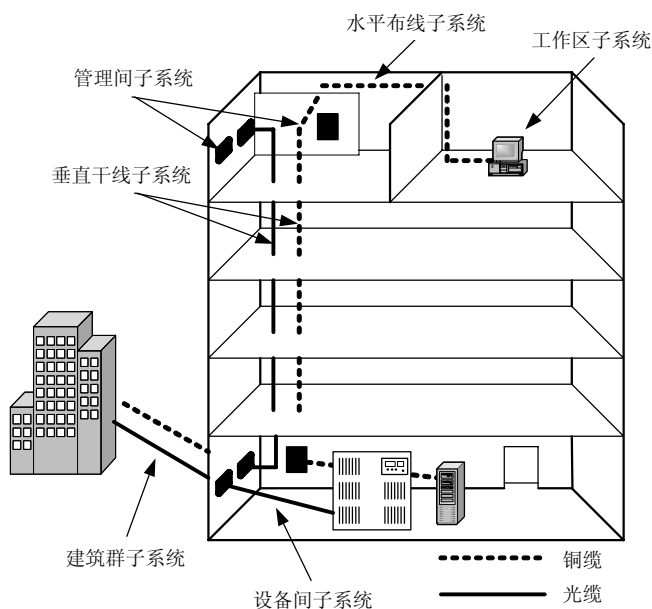 水平布线子系统
工作区子系统
管理间子系统
垂直干线子系统
建筑群子系统
设备间子系统
铜缆
光缆